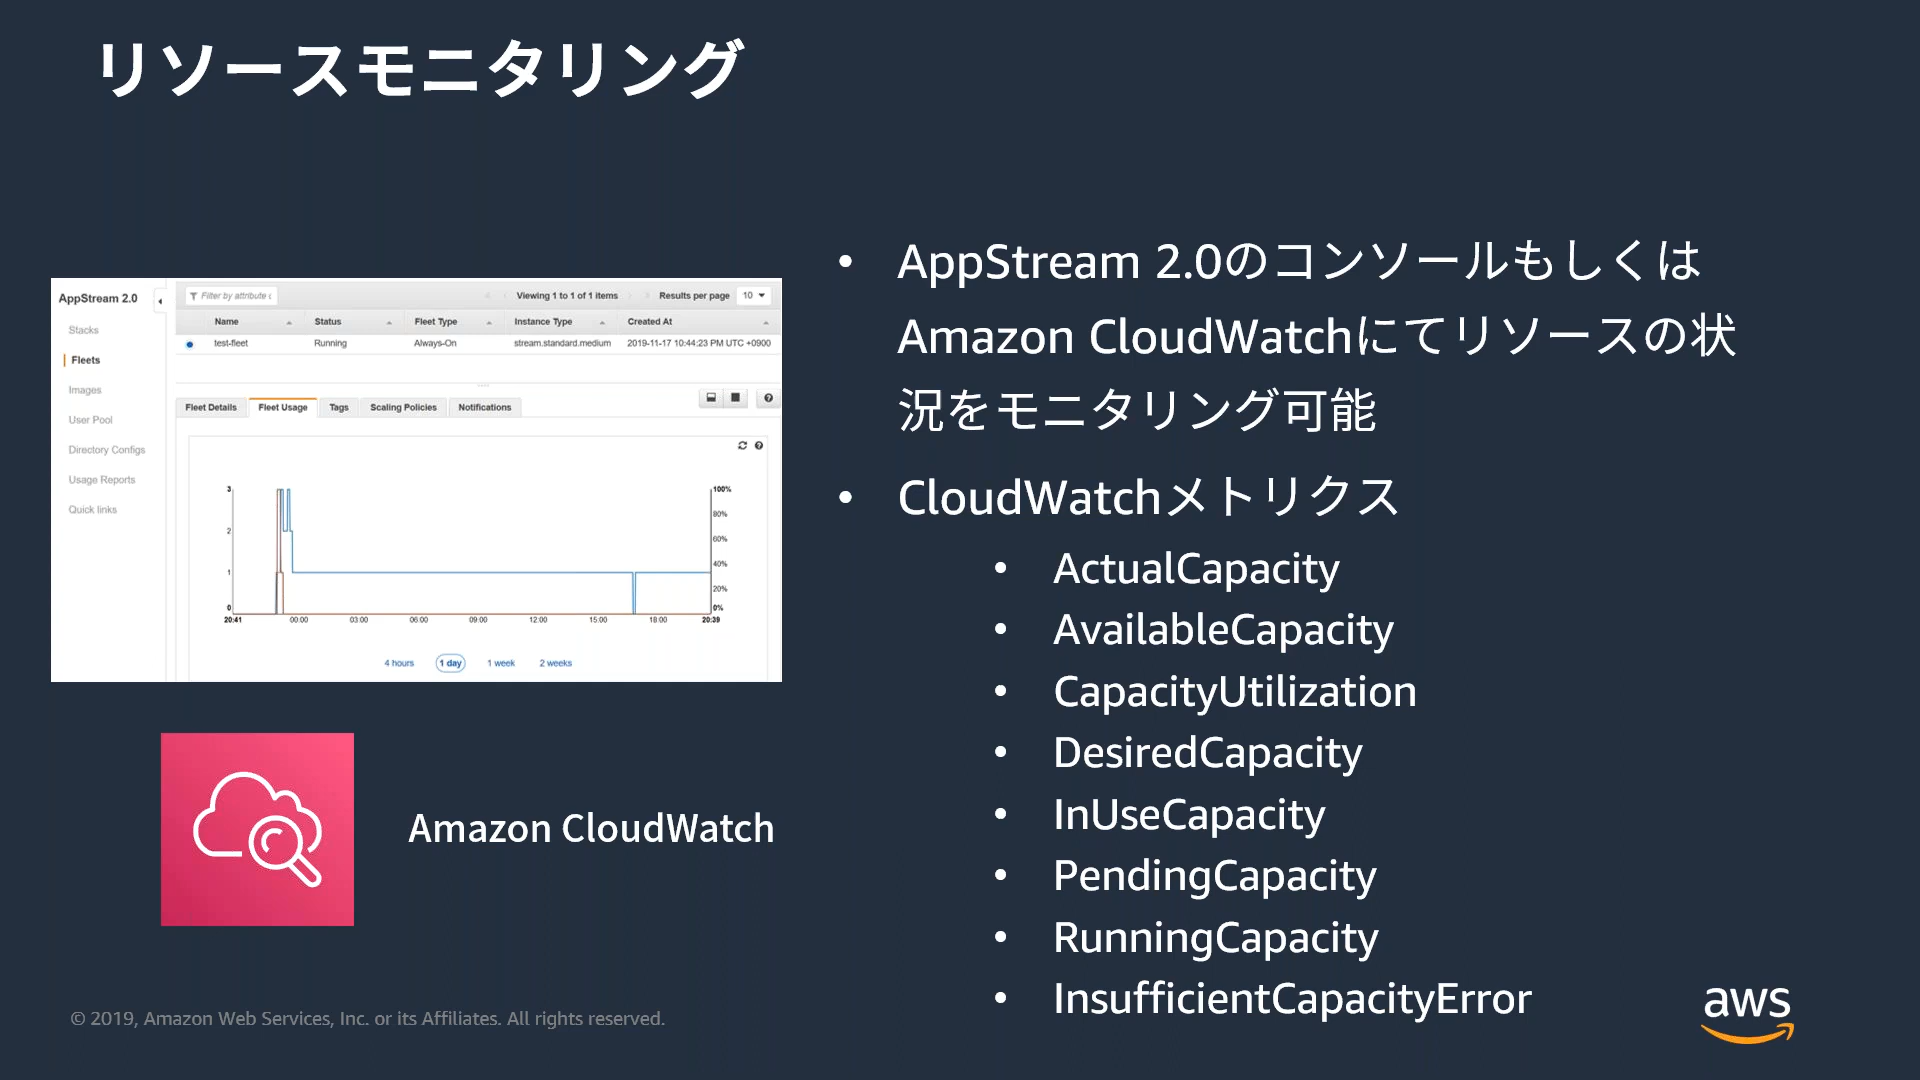 リソースモニタリング
AppStream 2.0
Stacks
Fleets
Images
User Pool
Directory Configs
Usage Reports
Quick links
Filter by attribute
Viewing 1 to 1 of 1 items
Results per page 10
Name Status Fleet Type Instance Type Created At
test-fleet Running Always-On stream.standard.medium 2019-11-17 10:44:23 PM UTC +0900
Fleet Details Fleet Usage Tags Scaling Policies Notifications
3 100%
80%
2
60%
1 40%
20%
0 0%
20:41 00:00 03:00 06:00 09:00 12:00 15:00 18:00 20:39
4 hours 1 day 1 week 2 weeks
Amazon CloudWatch
• AppStream 2.0のコンソールもしくは
Amazon CloudWatchにてリソースの状
況をモニタリング可能
• CloudWatchメトリクス
• ActualCapacity
• AvailableCapacity
• CapacityUtilization
• DesiredCapacity
• InUseCapacity
• PendingCapacity
• RunningCapacity
• InsufficientCapacityError
© 2019, Amazon Web Services, Inc. or its Affiliates. All rights reserved.
aws